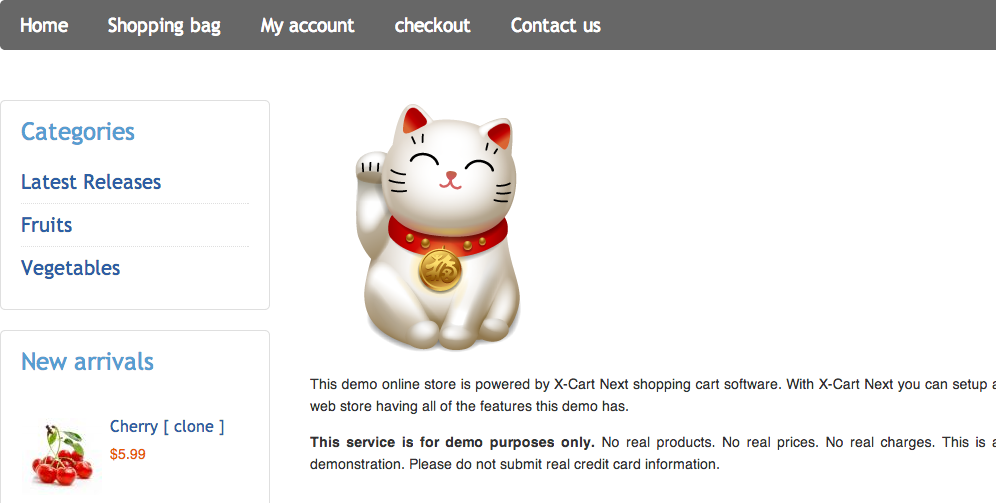 Home Shopping bag My account checkout Contact us
Categories
Latest Releases
Fruits
Vegetables
New arrivals
Cherry [ clone ]
$5.99
福
This demo online store is powered by X-Cart Next shopping cart software. With X-Cart Next you can setup a
web store having all of the features this demo has.
This service is for demo purposes only. No real products. No real prices. No real charges. This is a
demonstration. Please do not submit real credit card information.